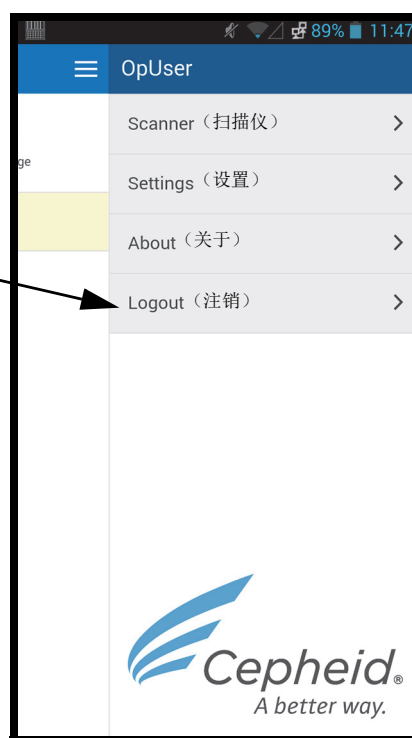 89% 11:47
OpUser
ge
Scanner（扫描仪）
Settings（设置）
About（关于）
Logout（注销）
Cepheid®
A better way.